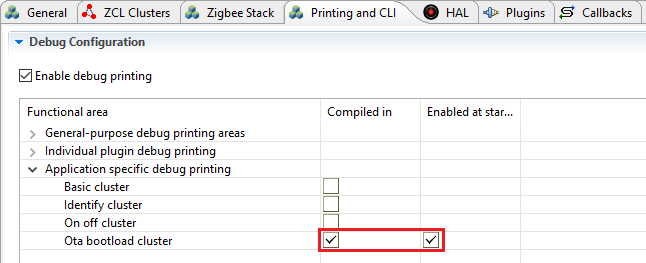 General ZCL Clusters Zigbee Stack Printing and CLI HAL Plugins Callbacks
Debug Configuration
Enable debug printing
Functional area Compiled in Enabled at star...
General-purpose debug printing areas
Individual plugin debug printing
Application specific debug printing
Basic cluster
Identify cluster
On off cluster
Ota bootload cluster